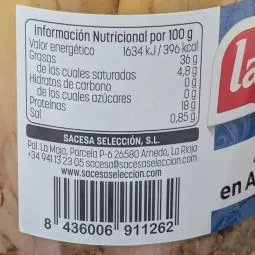 Información Nutricional por 100 g
Valor energético 1634 kJ / 396 kcal
Grasas 36 g
de las cuales saturadas 4,8 g
Hidratos de carbono 0 g
de los cuales azúcares 0 g
Proteínas 18 g
Sal 0,85 g
SACESA SELECCIÓN, S.L.
Pol. La Maja, Parcela P-6 26580 Arnedo, La Rioja
+34 941 13 23 05 sacesa@sacesaseleccion.com
www.sacesaseleccion.com
8 436006 911262
la
en A